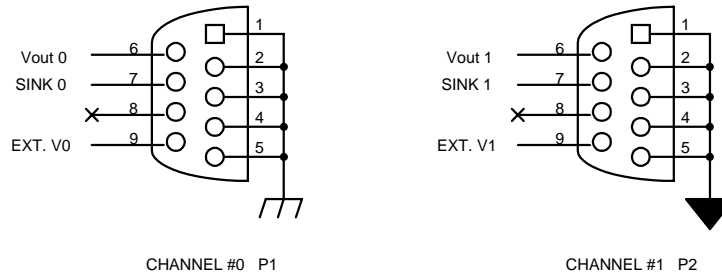 1
Vout 0 6
2
SINK 0 7
3
8
4
EXT. V0 9
5
CHANNEL #0 P1
1
Vout 1 6
2
SINK 1 7
3
8
4
EXT. V1 9
5
CHANNEL #1 P2